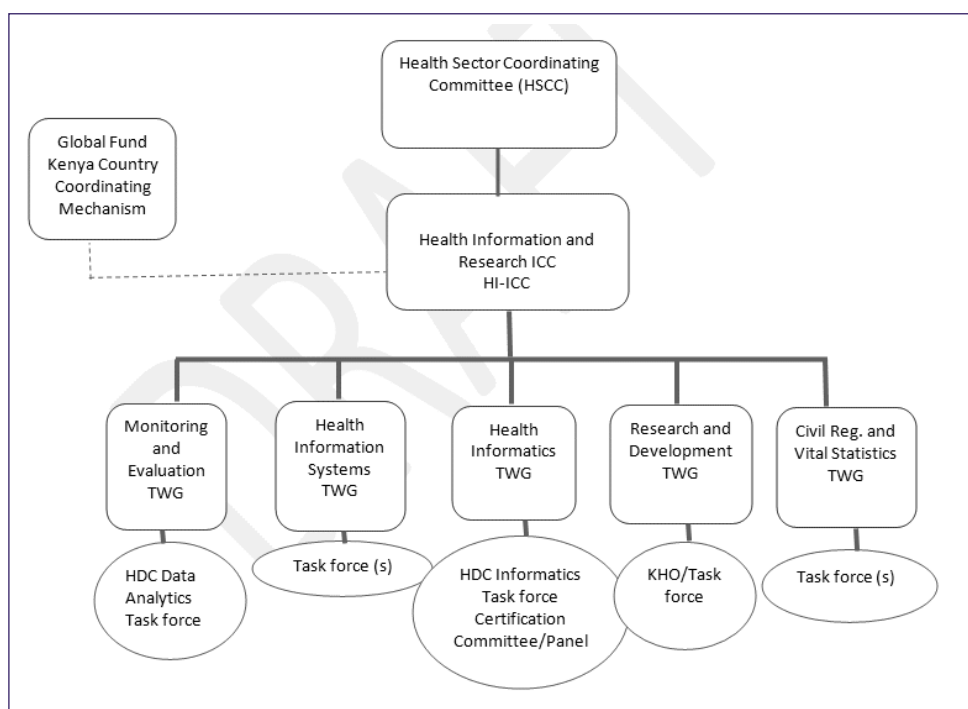 Health Sector Coordinating
Committee (HSCC)
Global Fund
Kenya Country
Coordinating
Mechanism
Health Information and
Research ICC
HI-ICC
Monitoring
and
Evaluation
TWG
Health
Information
Systems
TWG
Health
Informatics
TWG
Research and
Development
TWG
Civil Reg. and
Vital Statistics
TWG
HDC Data
Analytics
Task force
Task force (s)
HDC Informatics
Task force
Certification
Committee/Panel
KHO/Task
force
Task force (s)
DRAFT